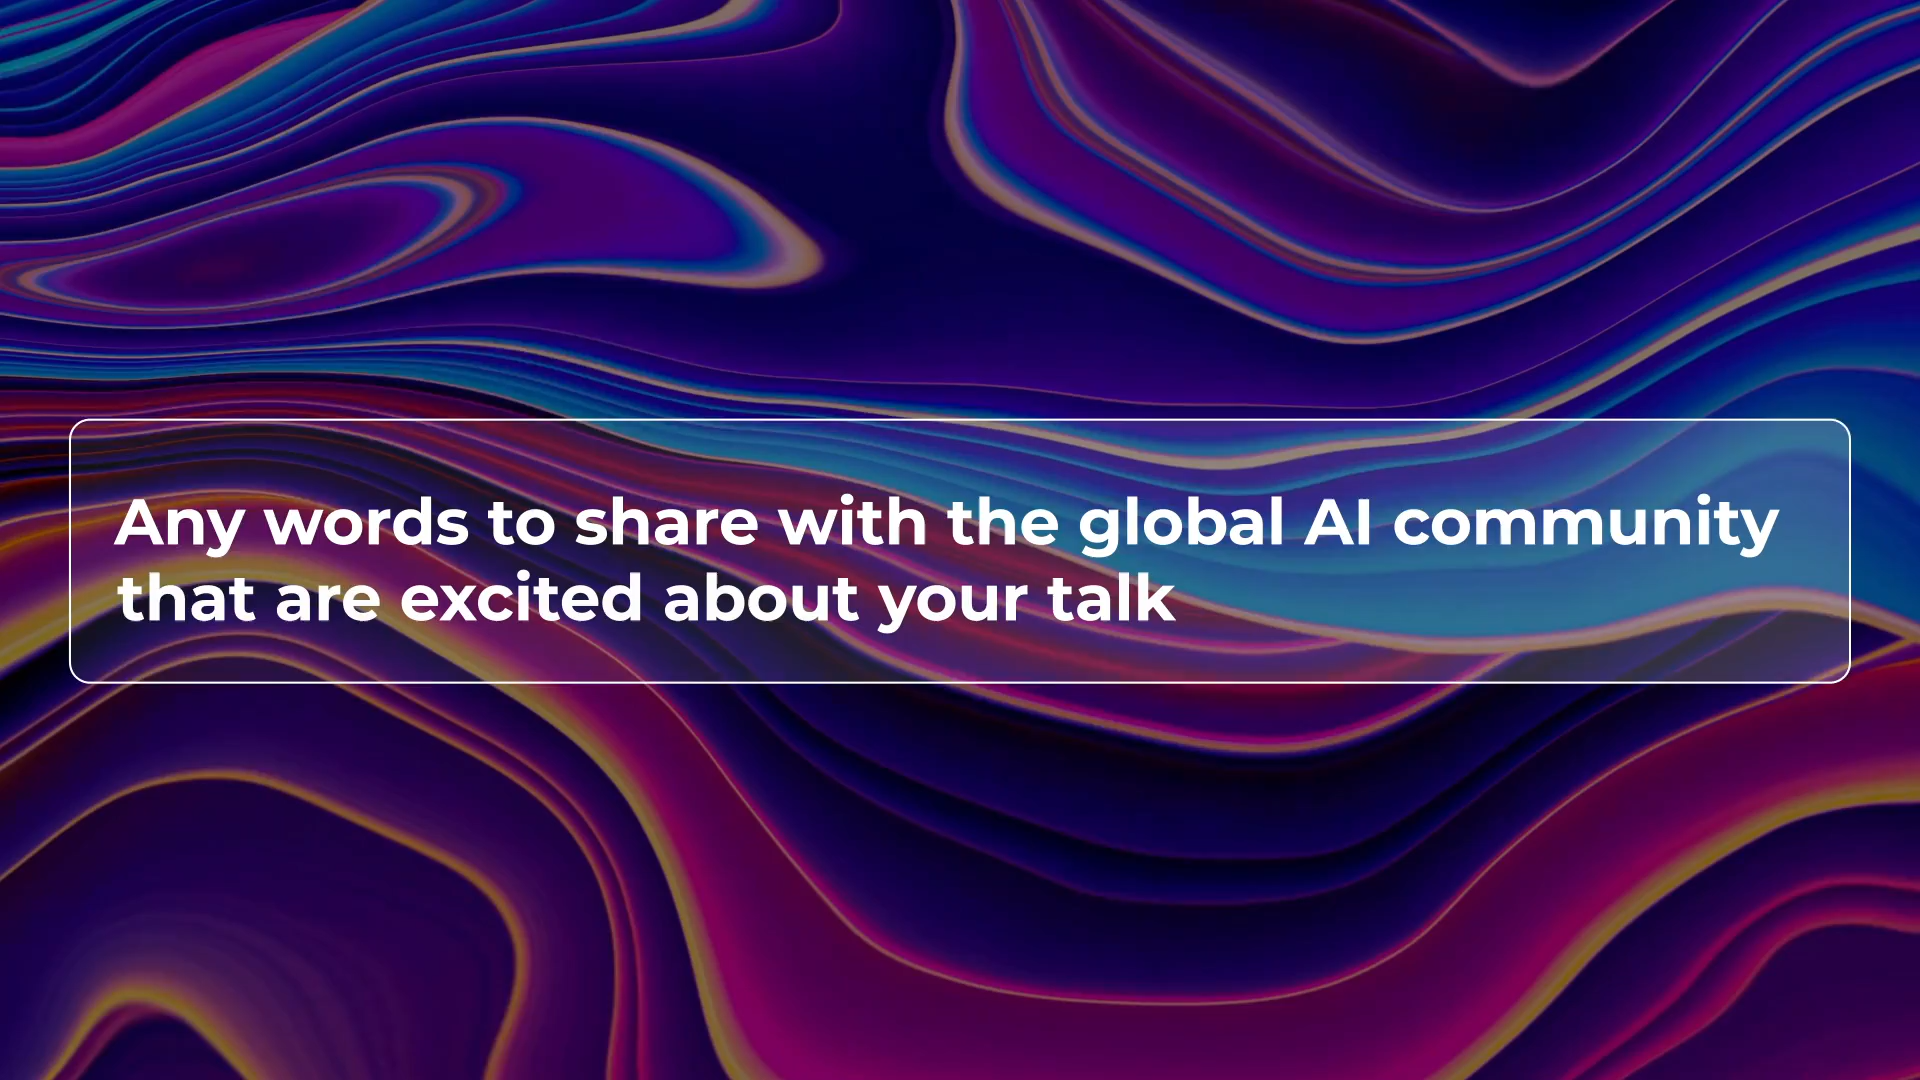 Any words to share with the global AI community
that are excited about your talk